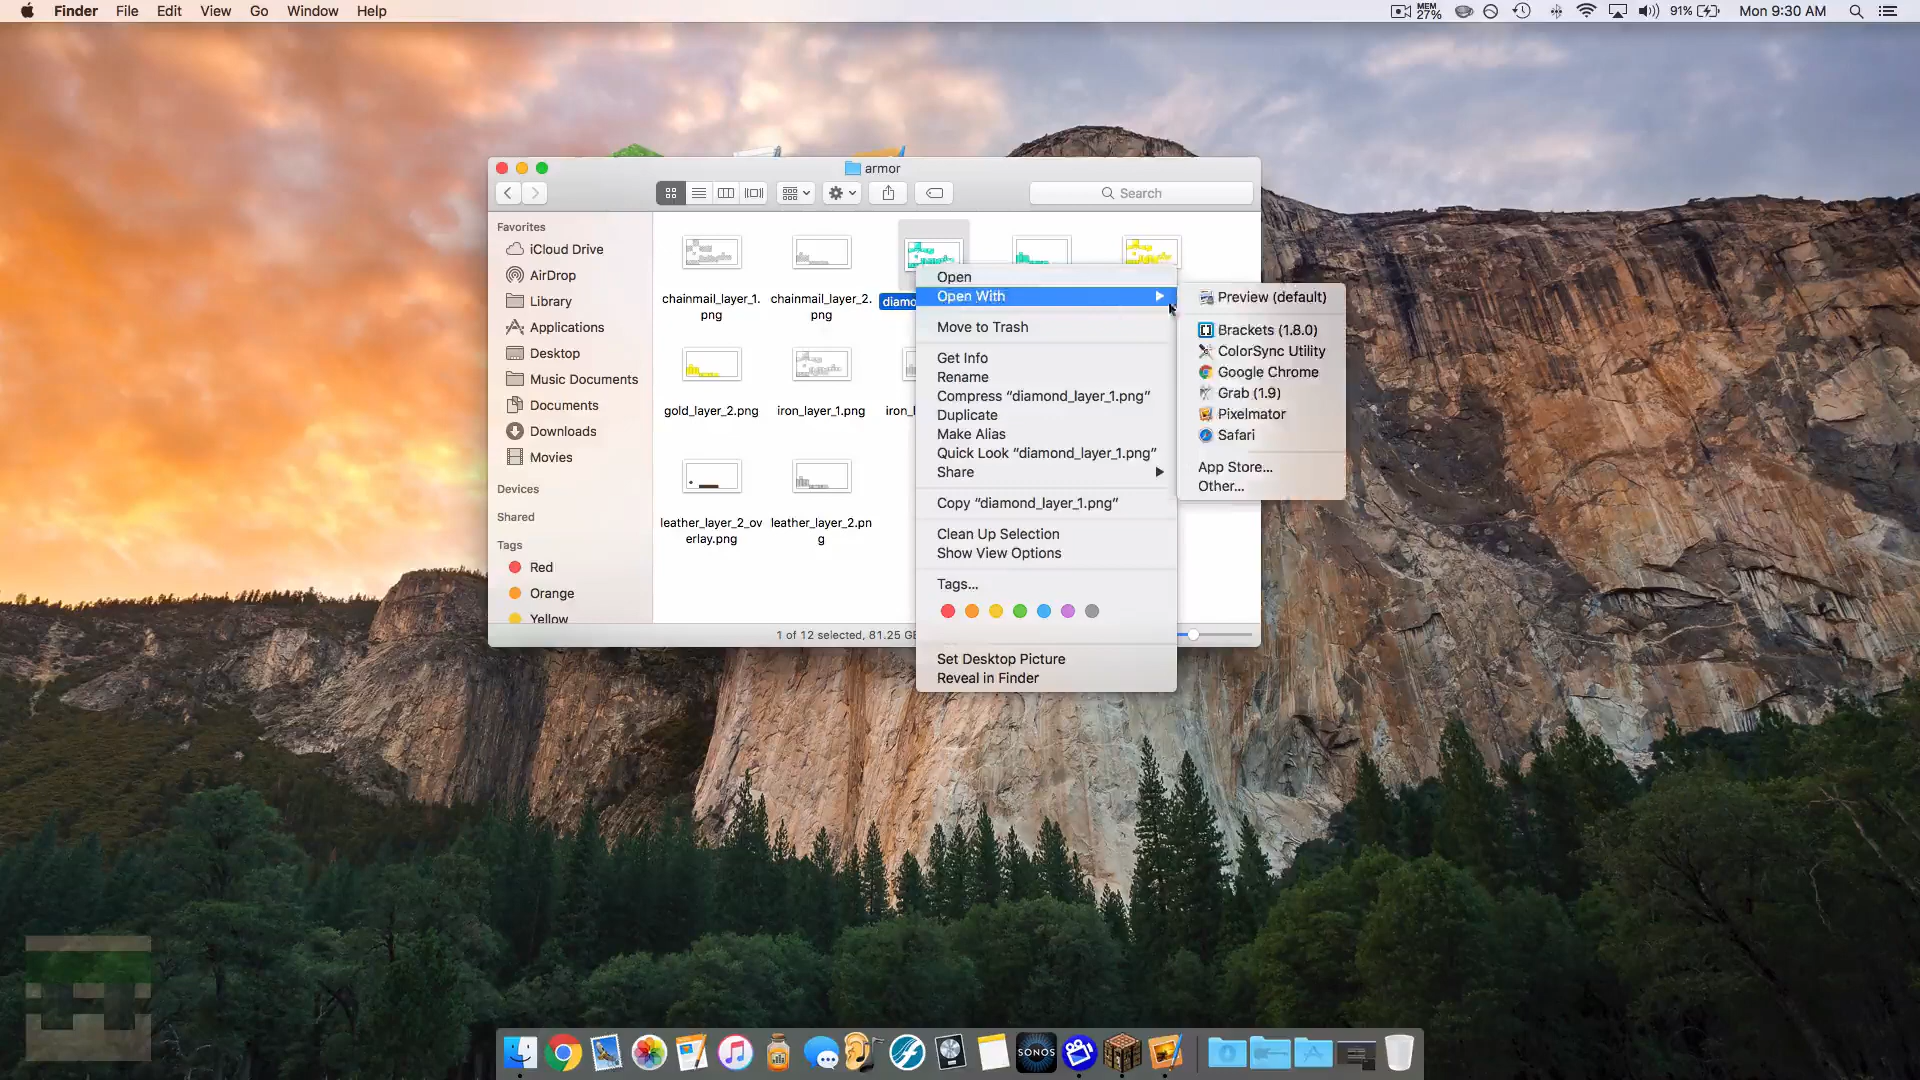 Finder File Edit View Go Window Help
MEM
27%
91%
Mon 9:30 AM
armor
Search
Favorites
iCloud Drive
AirDrop
Library
Applications
Desktop
Music Documents
Documents
Downloads
Movies
Devices
Shared
Tags
Red
Orange
Yellow
chainmail_layer_1.
png
chainmail_layer_2.
png
diamo
gold_layer_2.png
iron_layer_1.png
iron_l
leather_layer_2_ov
erlay.png
leather_layer_2.pn
g
1 of 12 selected, 81.25 GB
Open
Open With
Move to Trash
Get Info
Rename
Compress “diamond_layer_1.png”
Duplicate
Make Alias
Quick Look “diamond_layer_1.png”
Share
Copy “diamond_layer_1.png”
Clean Up Selection
Show View Options
Tags...
Set Desktop Picture
Reveal in Finder
Preview (default)
Brackets (1.8.0)
ColorSync Utility
Google Chrome
Grab (1.9)
Pixelmator
Safari
App Store...
Other...
SONOS